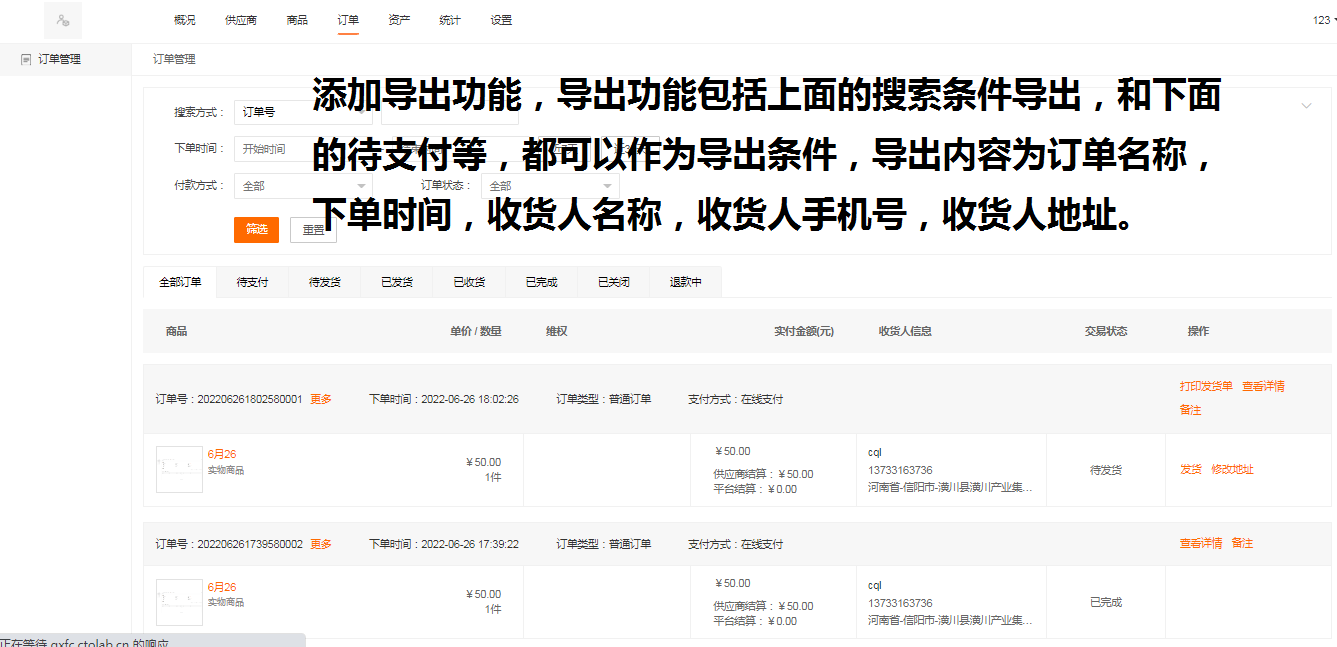 概况 供应商 商品 订单 资产 统计 设置 123
订单管理 订单管理
添加导出功能，导出功能包括上面的搜索条件导出，和下面
的待支付等，都可以作为导出条件，导出内容为订单名称，
下单时间，收货人名称，收货人手机号，收货人地址。
搜索方式： 订单号
下单时间： 开始时间
付款方式： 全部 订单状态： 全部
筛选 重置
全部订单 待支付 待发货 已发货 已收货 已完成 已关闭 退款中
商品 单价 / 数量 维权 实付金额(元) 收货人信息 交易状态 操作
订单号：202206261802580001 更多 下单时间：2022-06-26 18:02:26 订单类型：普通订单 支付方式：在线支付 打印发货单 查看详情
备注
6月26
实物商品
￥50.00
1件
￥50.00
供应商结算：￥50.00
平台结算：￥0.00
cql
13733163736
河南省-信阳市-潢川县潢川产业集...
待发货
发货 修改地址
订单号：202206261739580002 更多 下单时间：2022-06-26 17:39:22 订单类型：普通订单 支付方式：在线支付 查看详情 备注
6月26
实物商品
￥50.00
1件
￥50.00
供应商结算：￥50.00
平台结算：￥0.00
cql
13733163736
河南省-信阳市-潢川县潢川产业集...
已完成
正在等待 gxfc.ctolab.cn 的响应